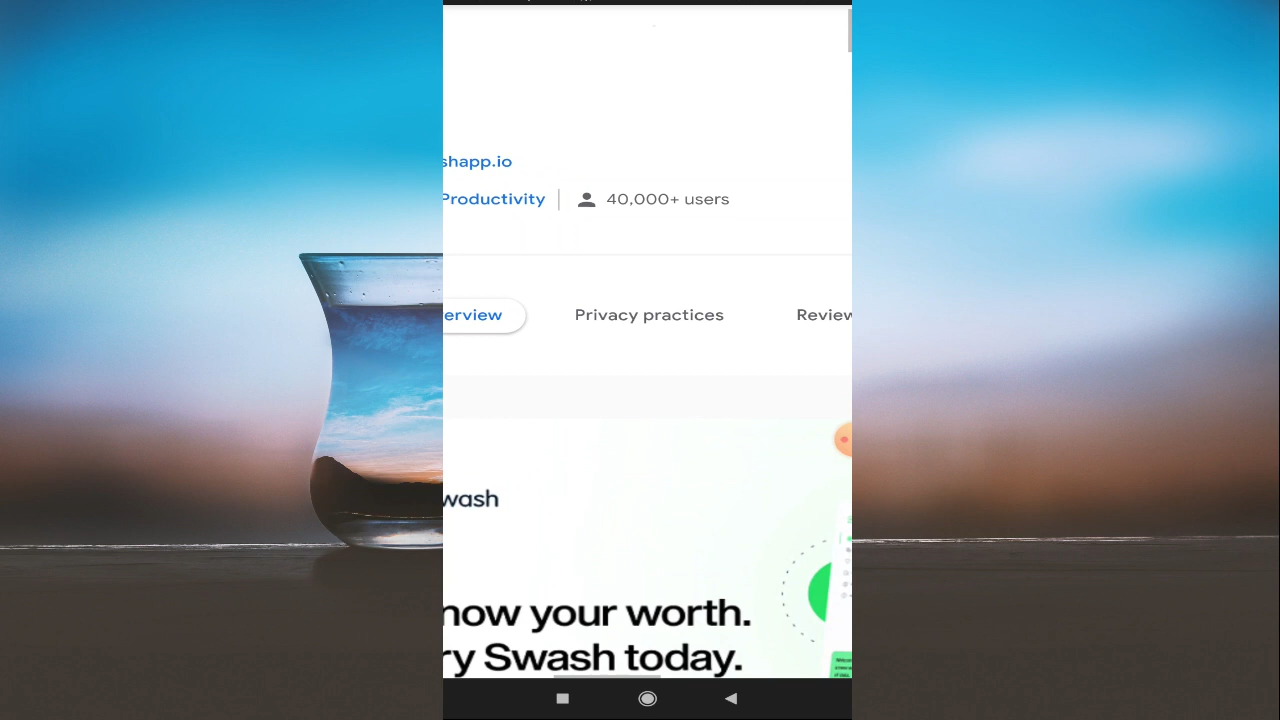 shapp.io
Productivity
40,000+ users
erview
Privacy practices
Review
wash
now your worth.
ry Swash today.